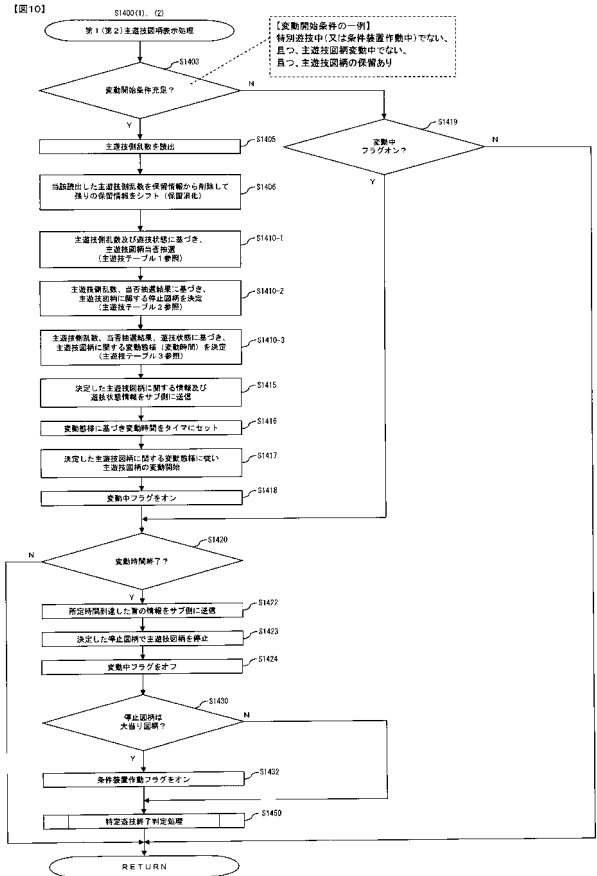 【図10】
S1400(1)、(2)
第1(第2)主遊技図柄表示処理
【変動開始条件の一例】
特別遊技中(又は条件装置作動中)でない、
且つ、主遊技図柄変動中でない、
且つ、主遊技図柄の保留あり
S1403
変動開始条件充足?
N
Y
S1419
変動中
フラグオン?
N
Y
S1405
主遊技側乱数を読出
S1406
当該読出した主遊技側乱数を保留情報から削除して
残りの保留情報をシフト(保留消化)
S1410-1
主遊技側乱数及び遊技状態に基づき、
主遊技図柄当否抽選
(主遊技テーブル1参照)
S1410-2
主遊技側乱数、当否抽選結果に基づき、
主遊技図柄に関する停止図柄を決定
(主遊技テーブル2参照)
S1410-3
主遊技側乱数、当否抽選結果、遊技状態に基づき、
主遊技図柄に関する変動態様(変動時間)を決定
(主遊技テーブル3参照)
S1415
決定した主遊技図柄に関する情報及び
遊技状態情報をサブ側に送信
S1416
変動態様に基づき変動時間をタイマにセット
S1417
決定した主遊技図柄に関する変動態様に従い
主遊技図柄の変動開始
S1418
変動中フラグをオン
S1420
変動時間終了?
N
Y
S1422
所定時間到達した旨の情報をサブ側に送信
S1423
決定した停止図柄で主遊技図柄を停止
S1424
変動中フラグをオフ
S1430
停止図柄は
大当り図柄?
N
Y
S1432
条件装置作動フラグをオン
S1450
特定遊技終了判定処理
RETURN